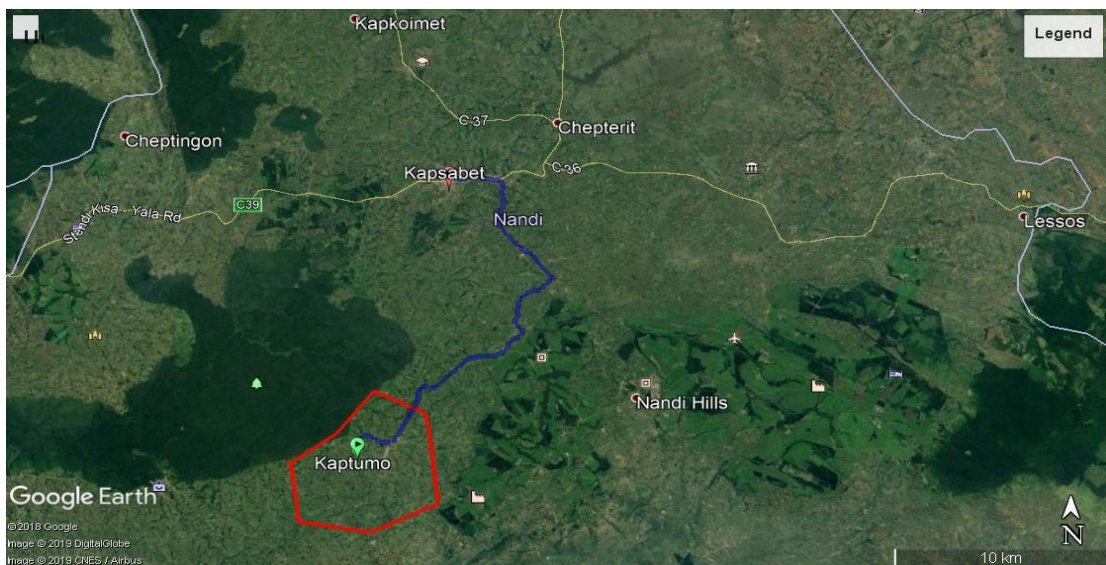 Kapkoimet
Legend
C-37
Chepterit
Cheptingon
Kapsabet
C-36
C39
Stendi Kisa - Yala Rd
Nandi
Lessos
Nandi Hills
Kaptumo
Google Earth
©2018 Google
Image © 2019 DigitalGlobe
Image © 2019 CNES / Airbus
N
10 km